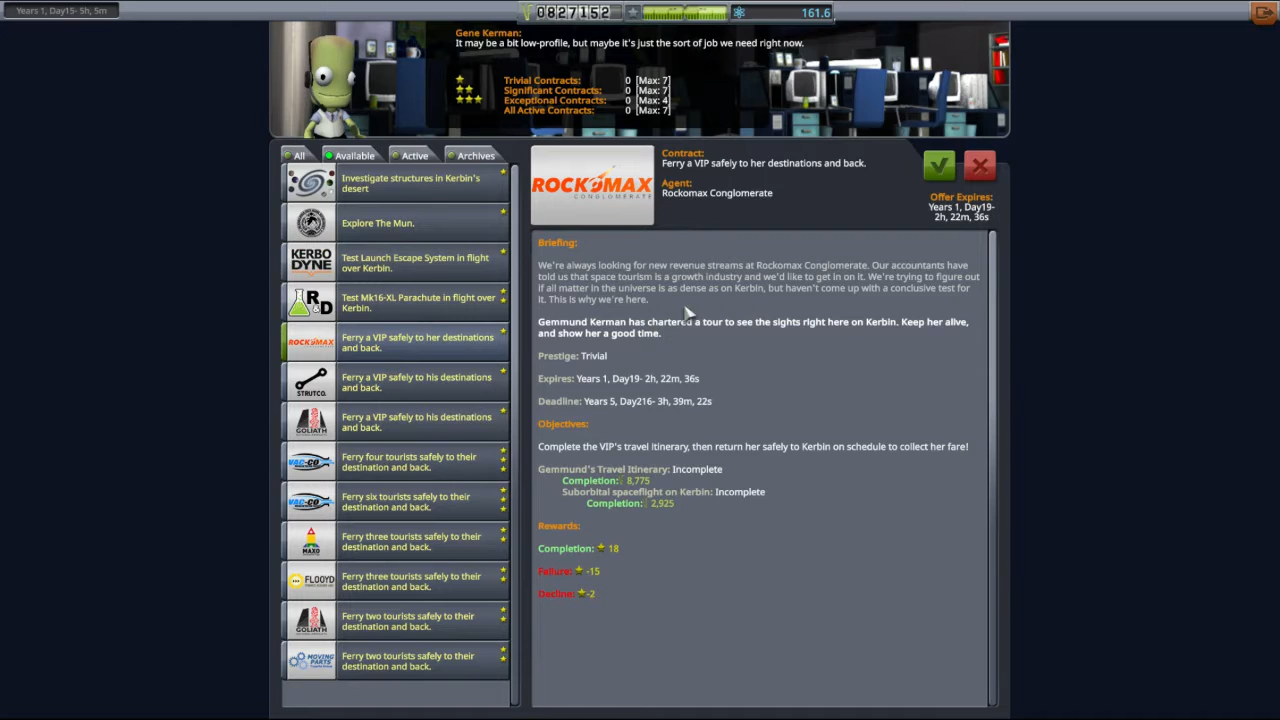 Years 1, Day15- 5h, 5m
0827152
161.6
Gene Kerman:
It may be a bit low-profile, but maybe it's just the sort of job we need right now.
Trivial Contracts: 0 [Max: 7]
Significant Contracts: 0 [Max: 7]
Exceptional Contracts: 0 [Max: 4]
All Active Contracts: 0 [Max: 7]
All
Available
Active
Archives
Investigate structures in Kerbin's
desert
Explore The Mun.
KERBO
DYNE
Test Launch Escape System in flight
over Kerbin.
R&D
Test Mk16-XL Parachute in flight over
Kerbin.
ROCKOMAX
Ferry a VIP safely to her destinations
and back.
STRUTCO.
Ferry a VIP safely to his destinations
and back.
GOLIATH
Ferry a VIP safely to his destinations
and back.
VAC-CO
Ferry four tourists safely to their
destination and back.
VAC-CO
Ferry six tourists safely to their
destination and back.
MAXO
Ferry three tourists safely to their
destination and back.
FLOOYD
Ferry three tourists safely to their
destination and back.
GOLIATH
Ferry two tourists safely to their
destination and back.
MOVING
PARTS
Ferry two tourists safely to their
destination and back.
ROCKOMAX
CONGLOMERATE
Contract:
Ferry a VIP safely to her destinations and back.
Agent:
Rockomax Conglomerate
Offer Expires:
Years 1, Day19-
2h, 22m, 36s
Briefing:
We're always looking for new revenue streams at Rockomax Conglomerate. Our accountants have
told us that space tourism is a growth industry and we'd like to get in on it. We're trying to figure out
if all matter in the universe is as dense as on Kerbin, but haven't come up with a conclusive test for
it. This is why we're here.
Gemmund Kerman has chartered a tour to see the sights right here on Kerbin. Keep her alive,
and show her a good time.
Prestige: Trivial
Expires: Years 1, Day19- 2h, 22m, 36s
Deadline: Years 5, Day216- 3h, 39m, 22s
Objectives:
Complete the VIP's travel itinerary, then return her safely to Kerbin on schedule to collect her fare!
Gemmund's Travel Itinerary: Incomplete
Completion: 8,775
Suborbital spaceflight on Kerbin: Incomplete
Completion: 2,925
Rewards:
Completion: 18
Failure: -15
Decline: -2